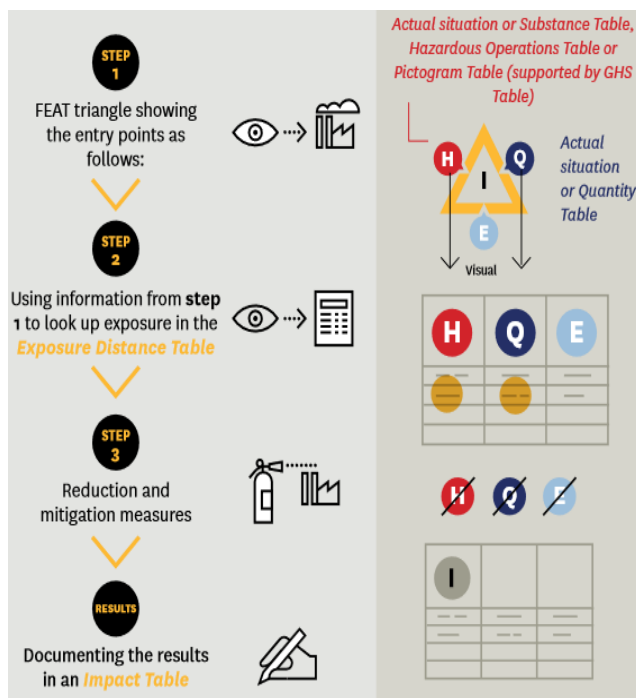 STEP
1
FEAT triangle showing
the entry points as
follows:
STEP
2
Using information from step
1 to look up exposure in the
Exposure Distance Table
STEP
3
Reduction and
mitigation measures
RESULTS
Documenting the results
in an Impact Table
Actual situation or Substance Table,
Hazardous Operations Table or
Pictogram Table (supported by GHS
Table)
H
Q
I
E
Actual
situation
or Quantity
Table
Visual
H Q E
H Q E
I